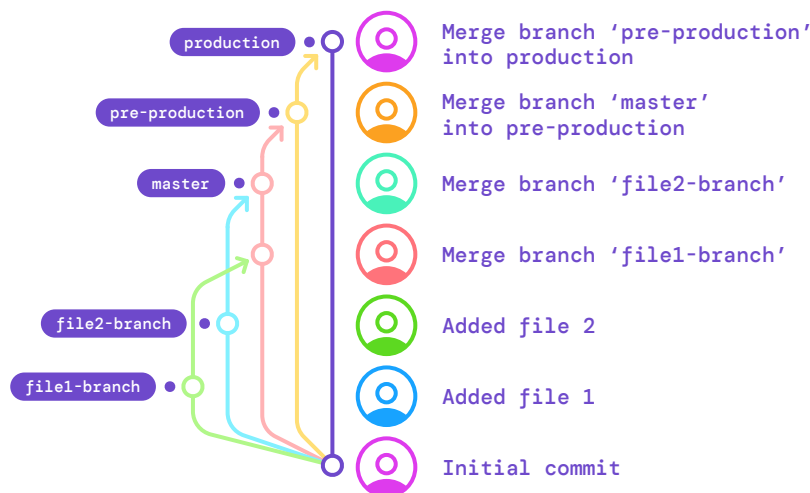 production
Merge branch ‘pre-production’
into production
pre-production
Merge branch ‘master’
into pre-production
master
Merge branch ‘file2-branch’
Merge branch ‘file1-branch’
file2-branch
Added file 2
file1-branch
Added file 1
Initial commit